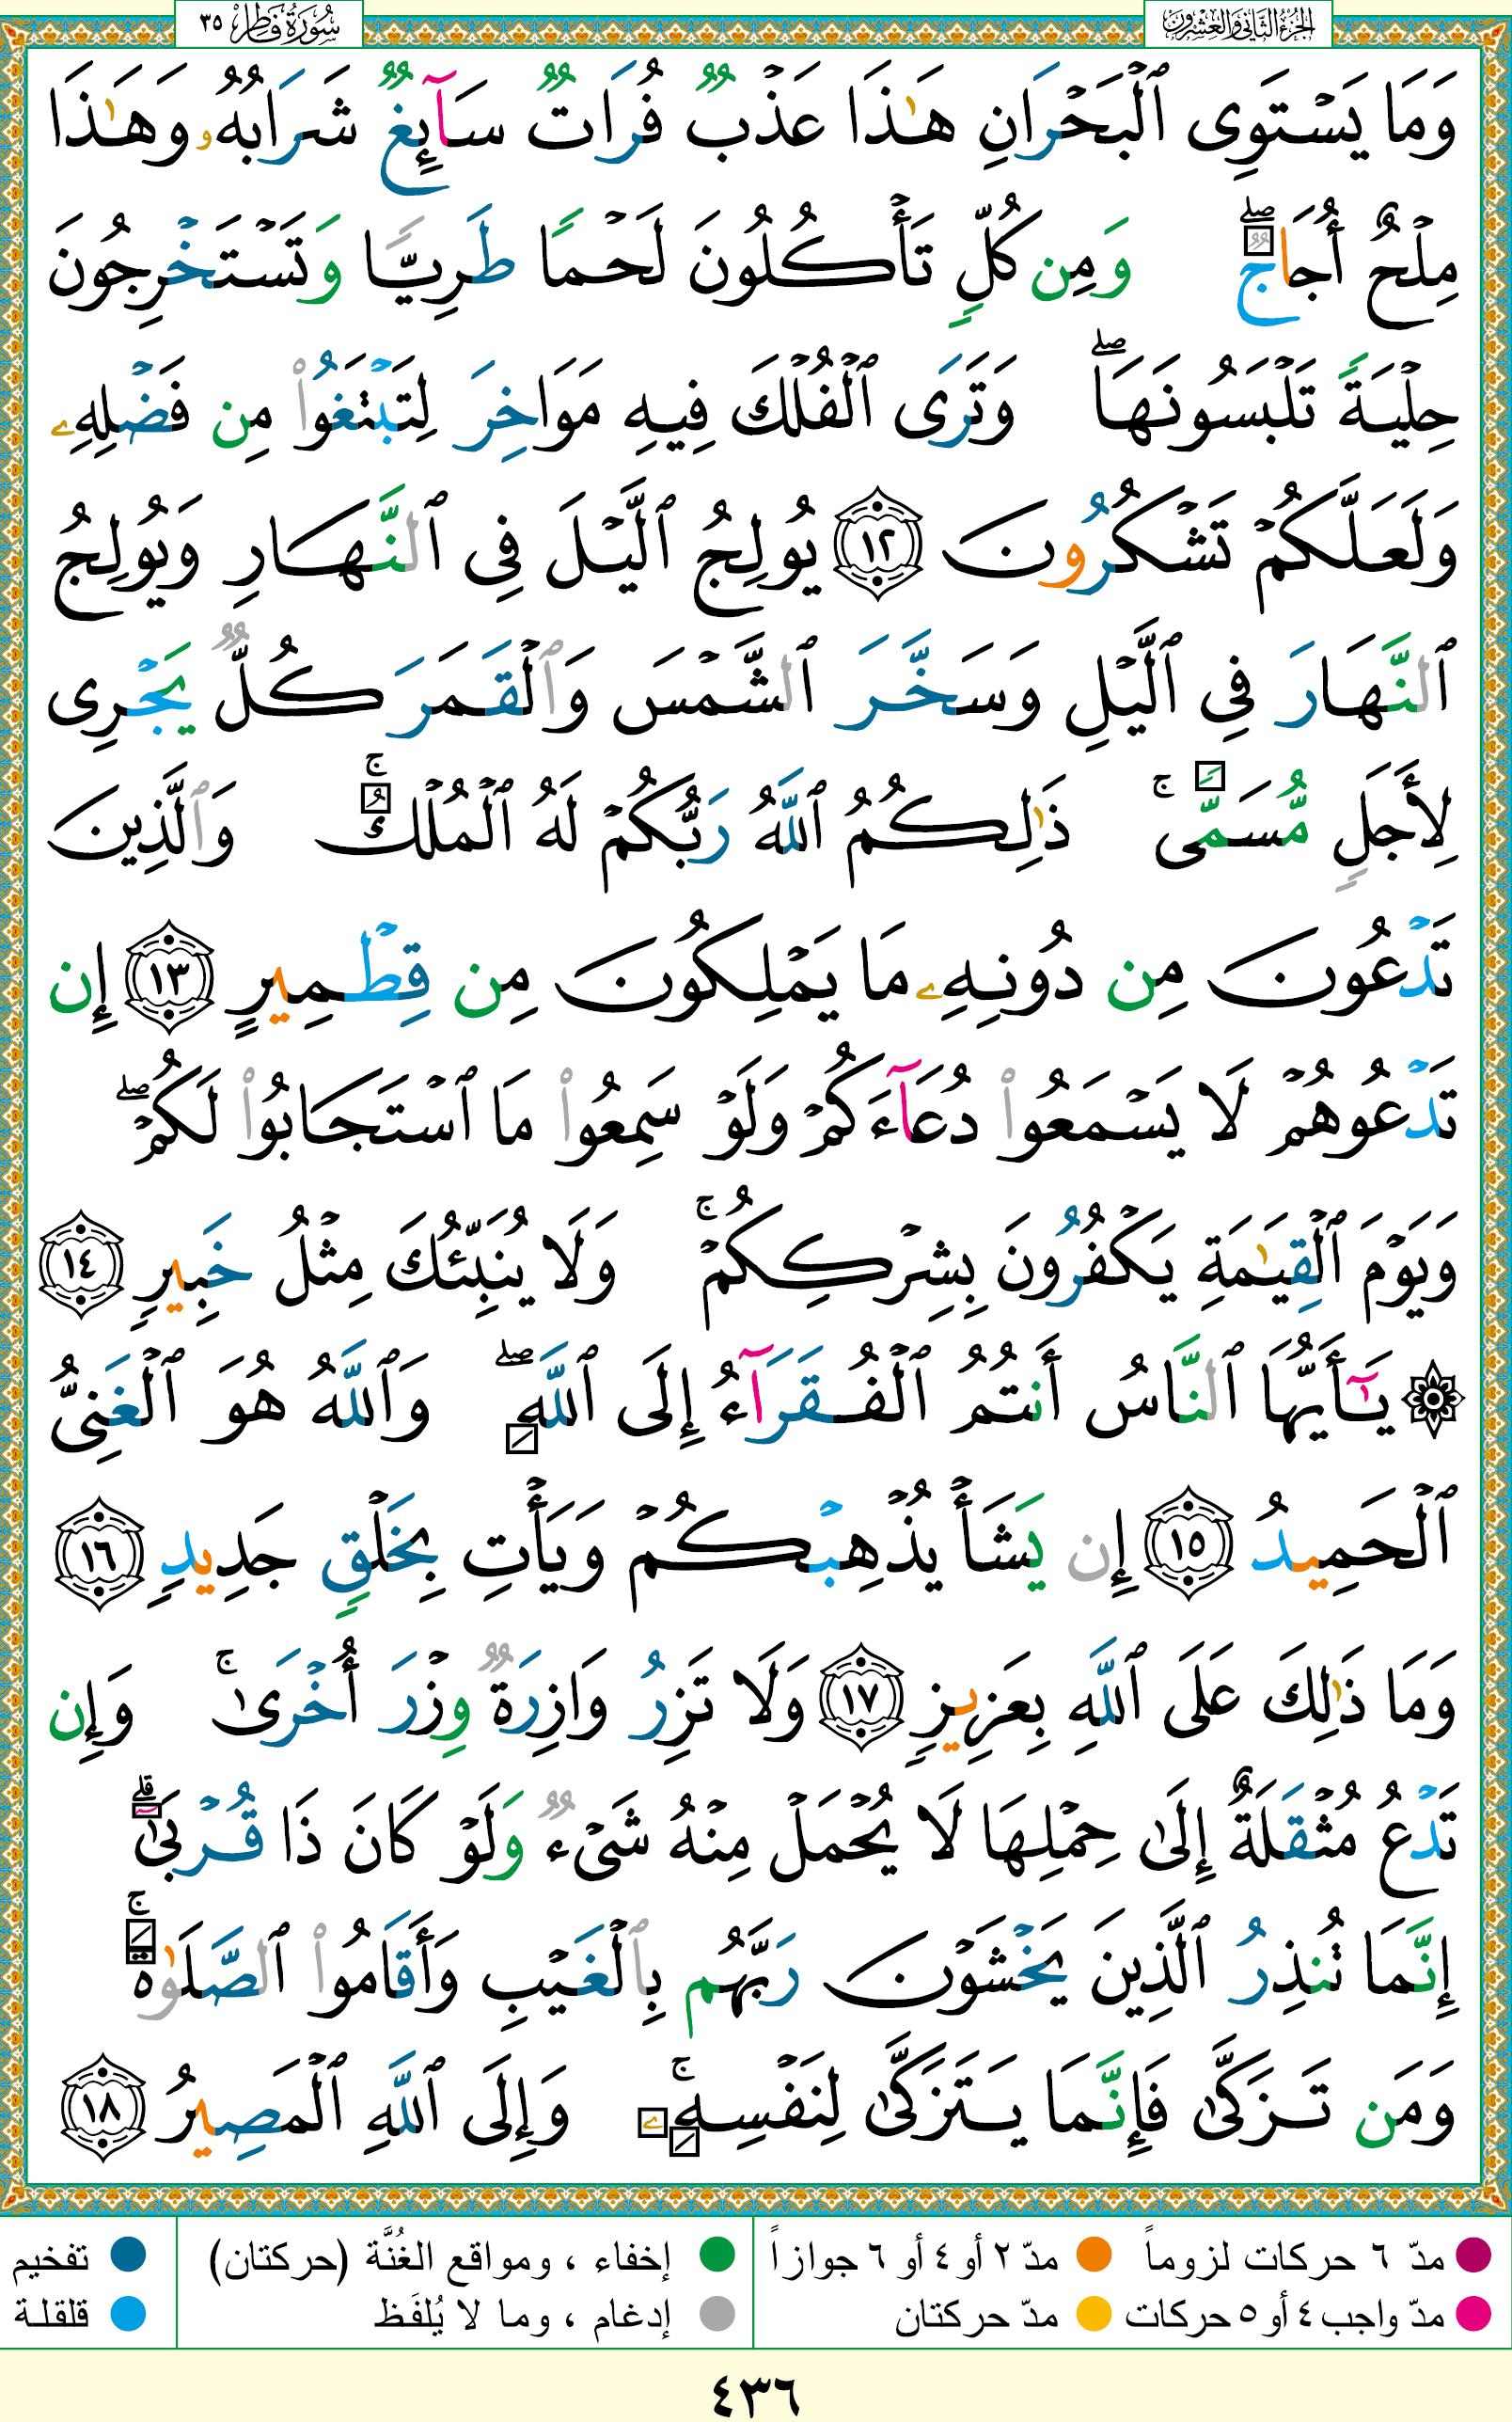 الجزء الثاني والعشرون
سورة فاطر ٣٥
وَمَا يَسْتَوِى ٱلْبَحْرَانِ هَـٰذَا عَذْبٌ فُرَاتٌ سَآئِغٌ شَرَابُهُۥ وَهَـٰذَا
مِلْحٌ أُجَاجٌ ۖ وَمِن كُلٍّ تَأْكُلُونَ لَحْمًا طَرِيًّا وَتَسْتَخْرِجُونَ
حِلْيَةً تَلْبَسُونَهَا ۖ وَتَرَى ٱلْفُلْكَ فِيهِ مَوَاخِرَ لِتَبْتَغُوا۟ مِن فَضْلِهِۦ
وَلَعَلَّكُمْ تَشْكُرُونَ ١٢ يُولِجُ ٱلَّيْلَ فِى ٱلنَّهَارِ وَيُولِجُ
ٱلنَّهَارَ فِى ٱلَّيْلِ وَسَخَّرَ ٱلشَّمْسَ وَٱلْقَمَرَ كُلٌّ يَجْرِى
لِأَجَلٍ مُّسَمًّى ۚ ذَٰلِكُمُ ٱللَّهُ رَبُّكُمْ لَهُ ٱلْمُلْكُ ۚ وَٱلَّذِينَ
تَدْعُونَ مِن دُونِهِۦ مَا يَمْلِكُونَ مِن قِطْمِيرٍ ١٣ إِن
تَدْعُوهُمْ لَا يَسْمَعُوا۟ دُعَآءَكُمْ وَلَوْ سَمِعُوا۟ مَا ٱسْتَجَابُوا۟ لَكُمْ ۖ
وَيَوْمَ ٱلْقِيَـٰمَةِ يَكْفُرُونَ بِشِرْكِكُمْ ۚ وَلَا يُنَبِّئُكَ مِثْلُ خَبِيرٍ ١٤
۞ يَـٰٓأَيُّهَا ٱلنَّاسُ أَنتُمُ ٱلْفُقَرَآءُ إِلَى ٱللَّهِ ۖ وَٱللَّهُ هُوَ ٱلْغَنِىُّ
ٱلْحَمِيدُ ١٥ إِن يَشَأْ يُذْهِبْكُمْ وَيَأْتِ بِخَلْقٍ جَدِيدٍ ١٦
وَمَا ذَٰلِكَ عَلَى ٱللَّهِ بِعَزِيزٍ ١٧ وَلَا تَزِرُ وَازِرَةٌ وِزْرَ أُخْرَىٰ ۚ وَإِن
تَدْعُ مُثْقَلَةٌ إِلَىٰ حِمْلِهَا لَا يُحْمَلْ مِنْهُ شَىْءٌ وَلَوْ كَانَ ذَا قُرْبَىٰٓ ۗ
إِنَّمَا تُنذِرُ ٱلَّذِينَ يَخْشَوْنَ رَبَّهُم بِٱلْغَيْبِ وَأَقَامُوا۟ ٱلصَّلَوٰةَ ۚ
وَمَن تَزَكَّىٰ فَإِنَّمَا يَتَزَكَّىٰ لِنَفْسِهِۦ ۚ وَإِلَى ٱللَّهِ ٱلْمَصِيرُ ١٨
مدّ ٦ حركات لزوماً مدّ ٢ أو ٤ أو ٦ جوازاً إخفاء ، ومواقع الغُنَّة (حركتان) تفخيم
مدّ واجب ٤ أو ٥ حركات مدّ حركتان إدغام ، وما لا يُلفَظ قلقلة
٤٣٦